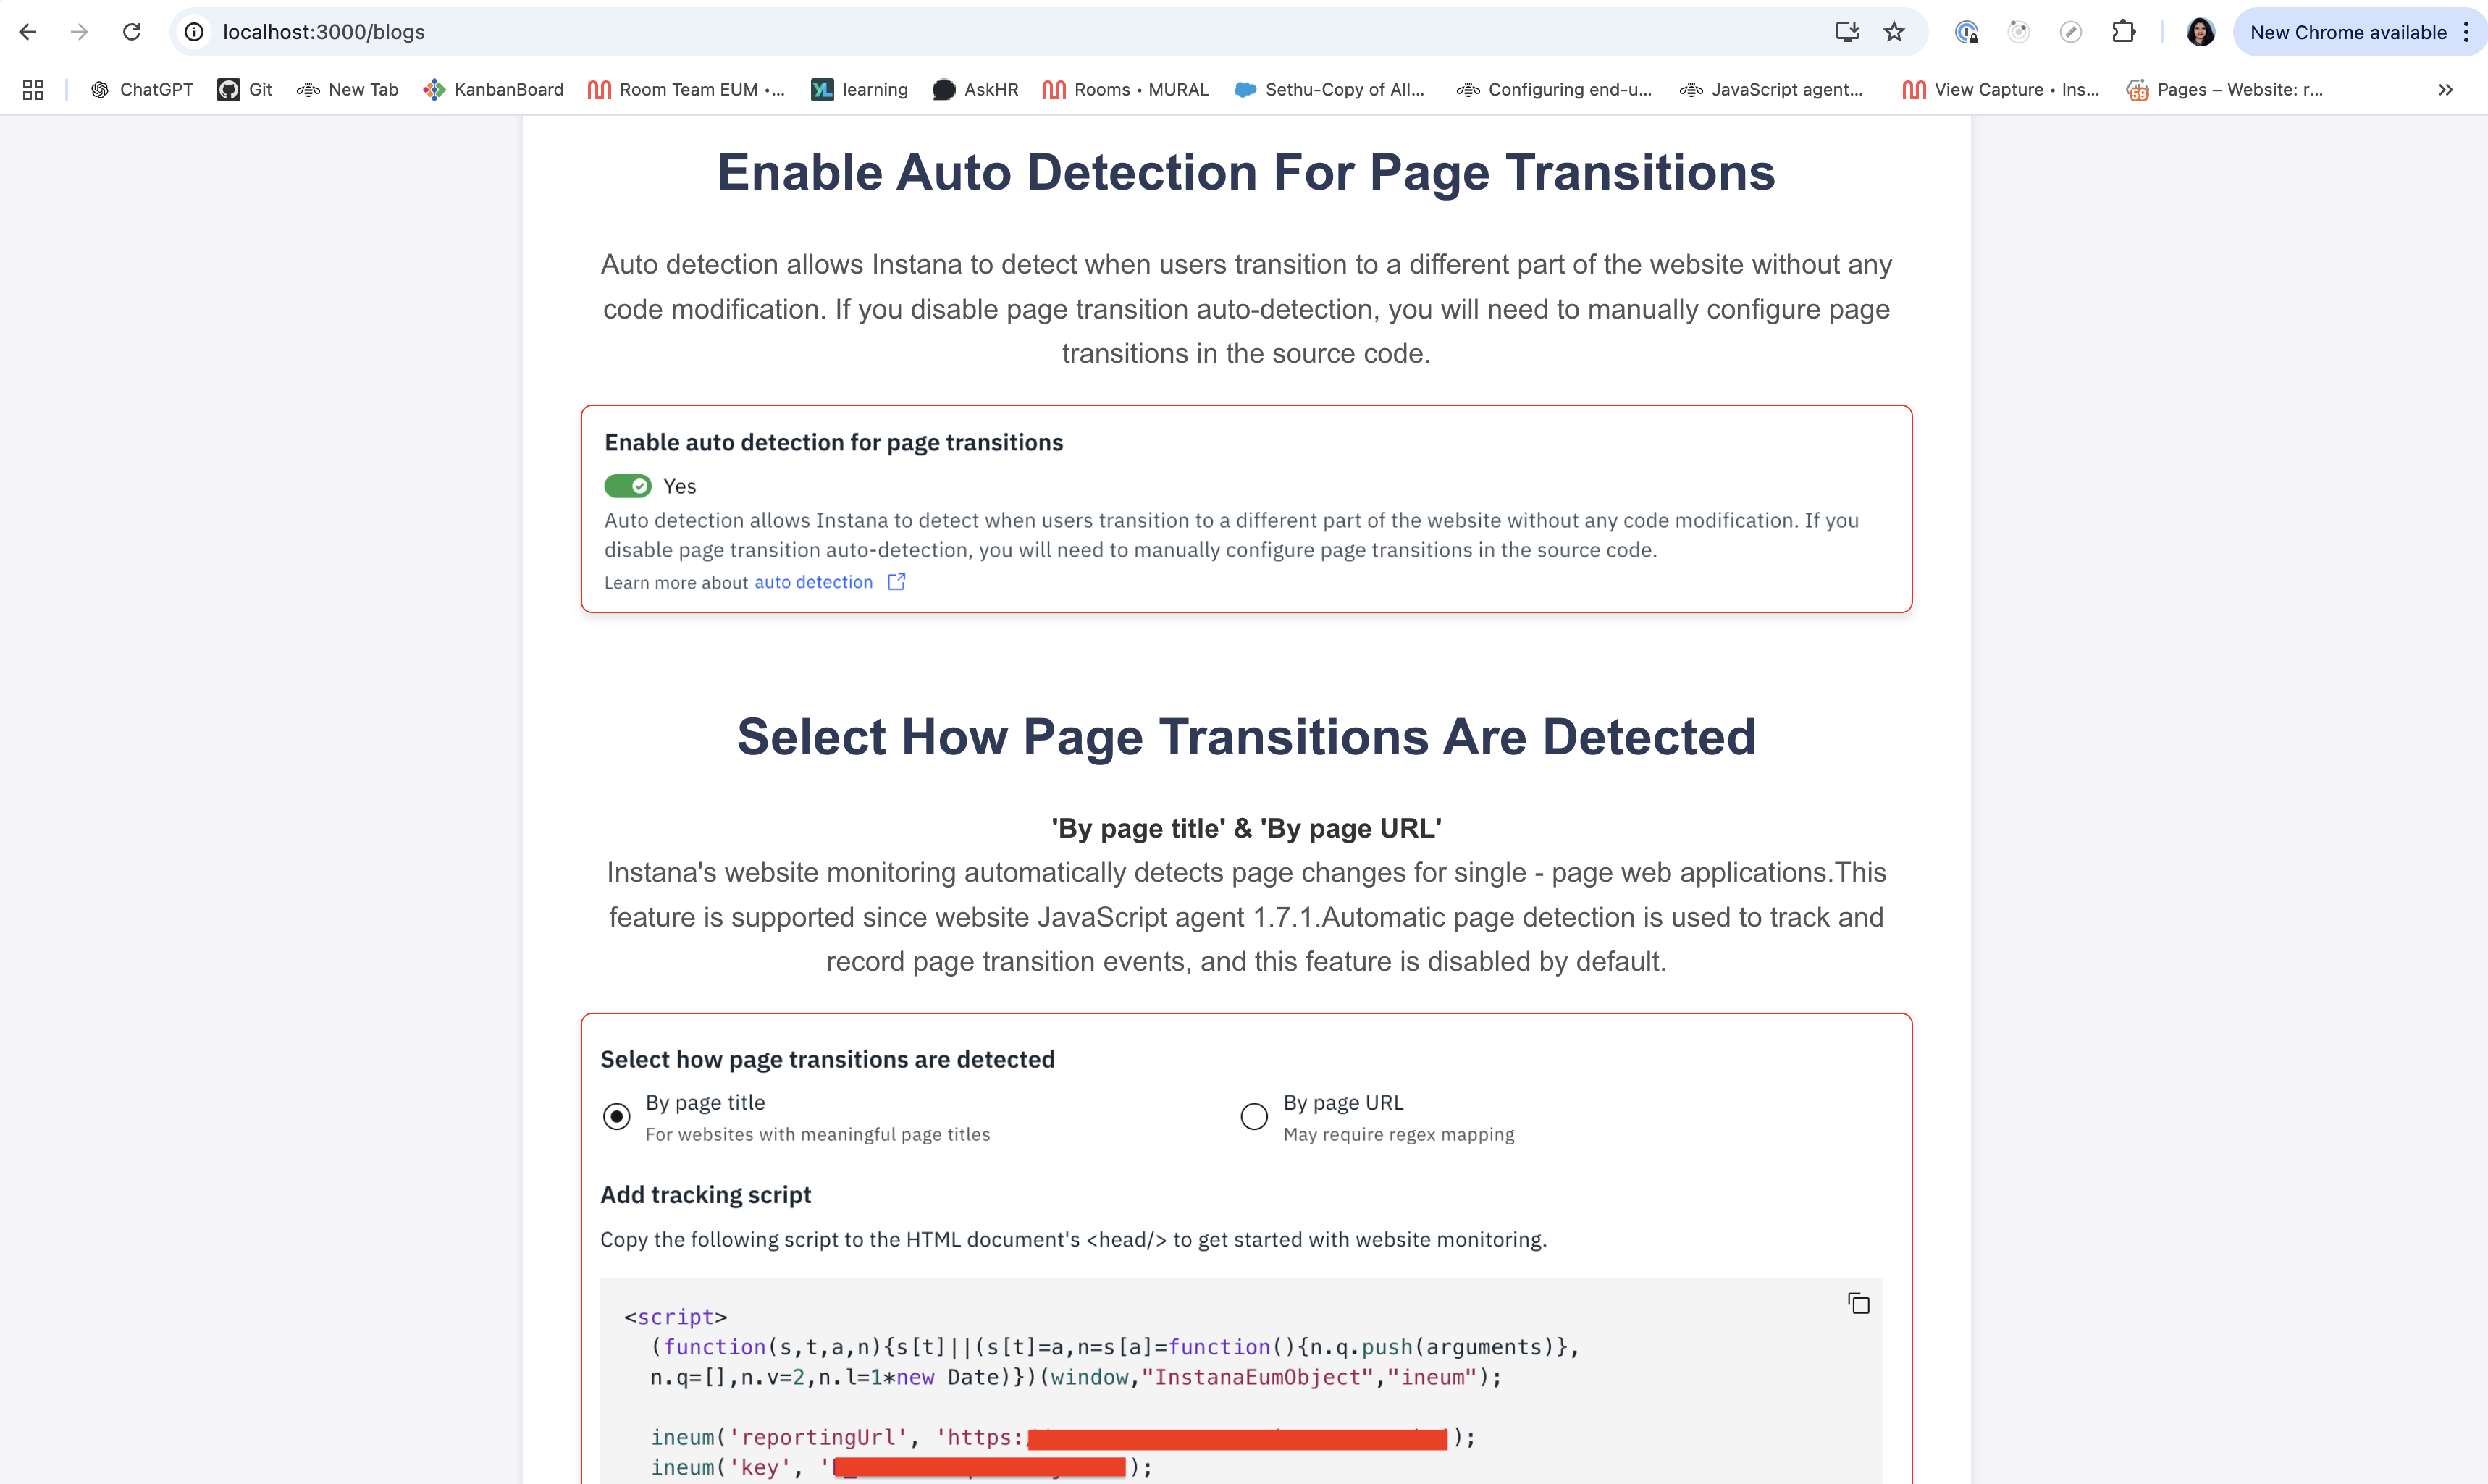 localhost:3000/blogs
New Chrome available
ChatGPT
Git
New Tab
KanbanBoard
Room Team EUM •...
YL learning
AskHR
Rooms • MURAL
Sethu-Copy of All...
Configuring end-u...
JavaScript agent...
View Capture • Ins...
59 Pages – Website: r...
Enable Auto Detection For Page Transitions
Auto detection allows Instana to detect when users transition to a different part of the website without any
code modification. If you disable page transition auto-detection, you will need to manually configure page
transitions in the source code.
Enable auto detection for page transitions
Yes
Auto detection allows Instana to detect when users transition to a different part of the website without any code modification. If you
disable page transition auto-detection, you will need to manually configure page transitions in the source code.
Learn more about auto detection
Select How Page Transitions Are Detected
'By page title' & 'By page URL'
Instana's website monitoring automatically detects page changes for single - page web applications.This
feature is supported since website JavaScript agent 1.7.1.Automatic page detection is used to track and
record page transition events, and this feature is disabled by default.
Select how page transitions are detected
By page title
For websites with meaningful page titles
By page URL
May require regex mapping
Add tracking script
Copy the following script to the HTML document's <head/> to get started with website monitoring.
<script>
(function(s,t,a,n){s[t]||(s[t]=a,n=s[a]=function(){n.q.push(arguments)},
n.q=[],n.v=2,n.l=1*new Date)})(window,"InstanaEumObject","ineum");
ineum('reportingUrl', 'https:/ );
ineum('key', ' );